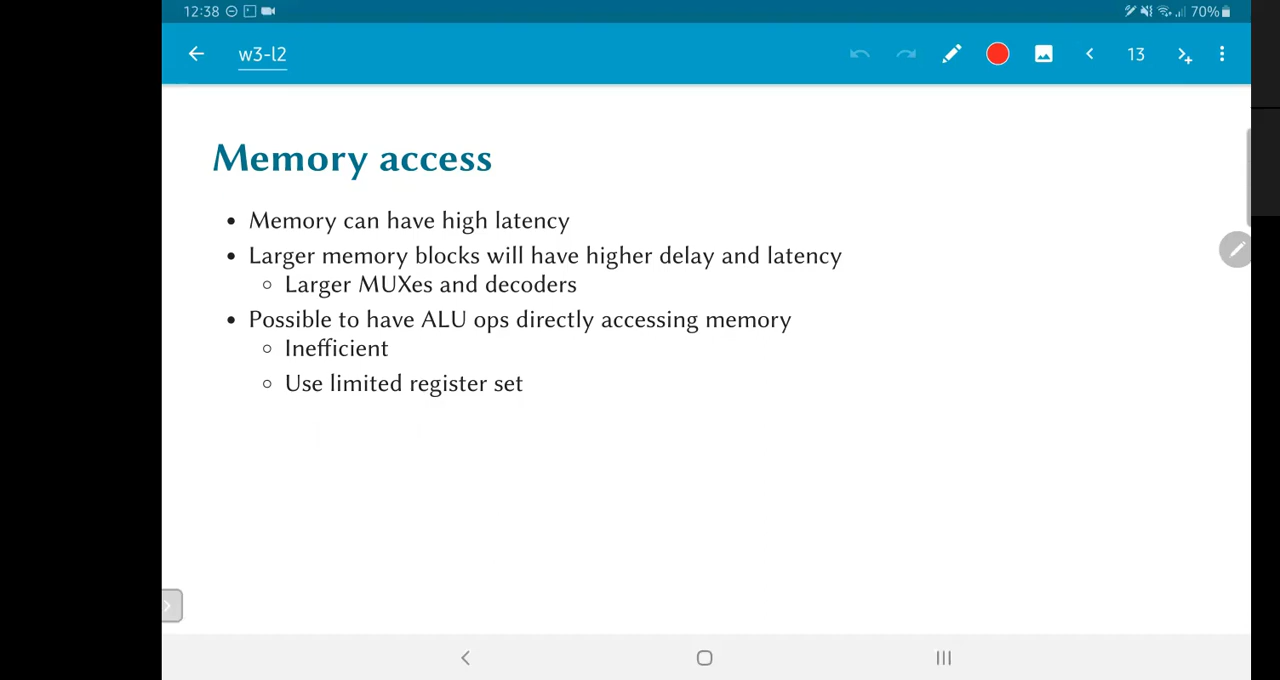 12:38 70%
w3-l2 13
Memory access
• Memory can have high latency
• Larger memory blocks will have higher delay and latency
○ Larger MUXes and decoders
• Possible to have ALU ops directly accessing memory
○ Inefficient
○ Use limited register set